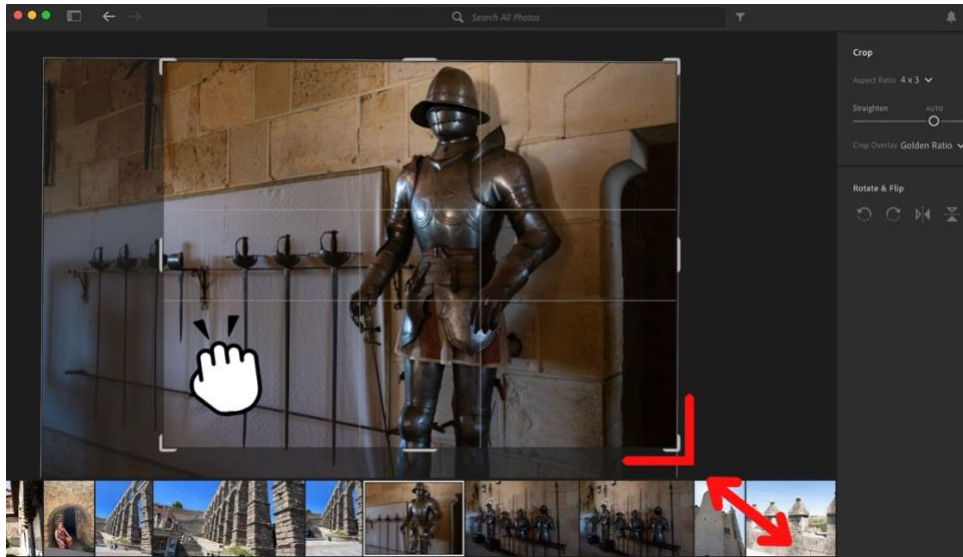 Search All Photos
Crop
Aspect Ratio 4 x 3
Straighten AUTO
Crop Overlay Golden Ratio
Rotate & Flip